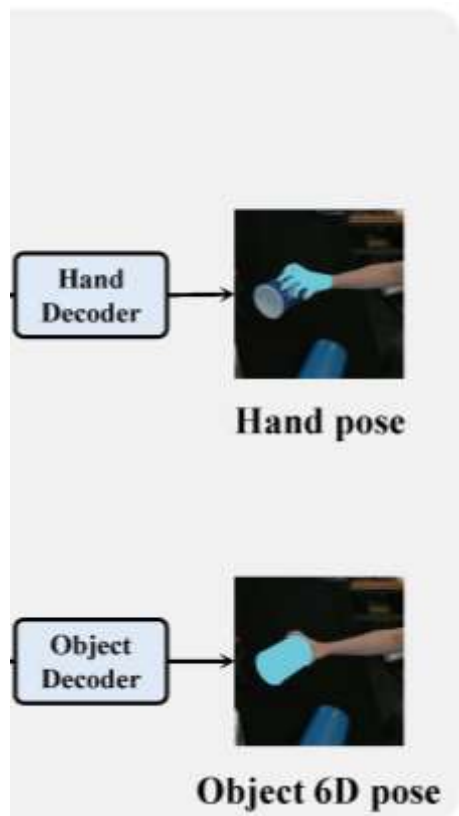 Hand
Decoder
Hand pose
Object
Decoder
Object 6D pose